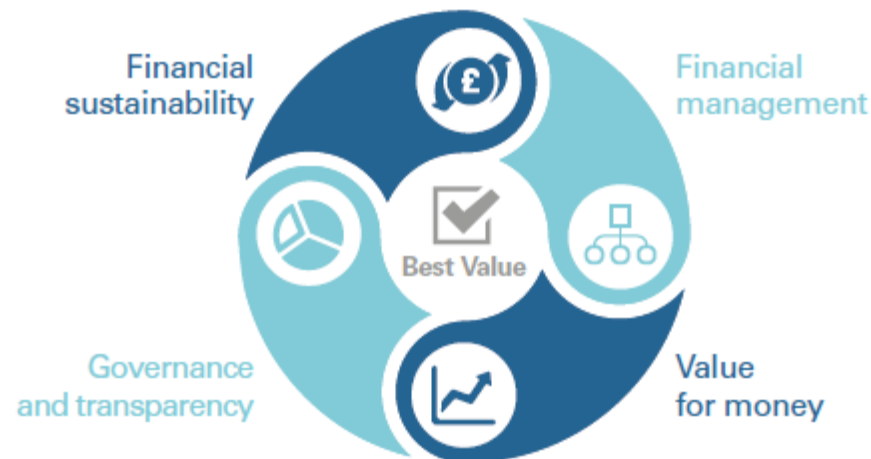 Financial
sustainability
Financial
management
£
Best Value
Governance
and transparency
Value
for money